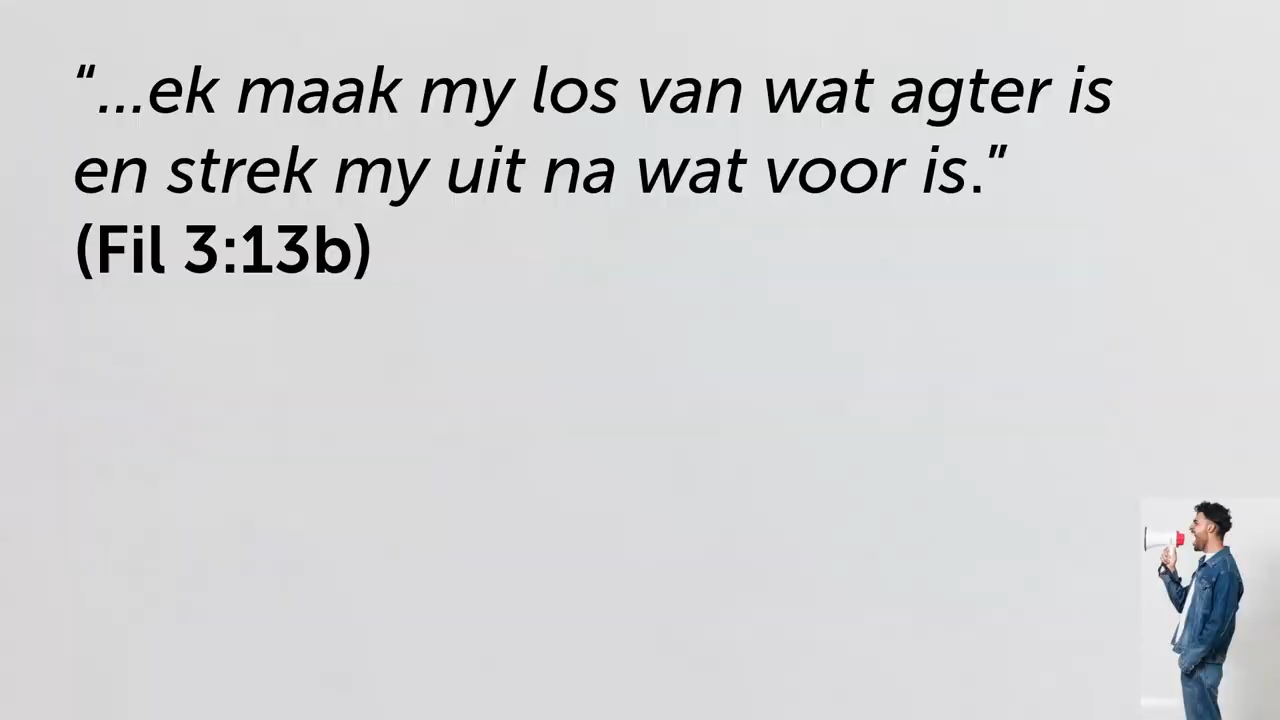 “...ek maak my los van wat agter is
en strek my uit na wat voor is.”
(Fil 3:13b)